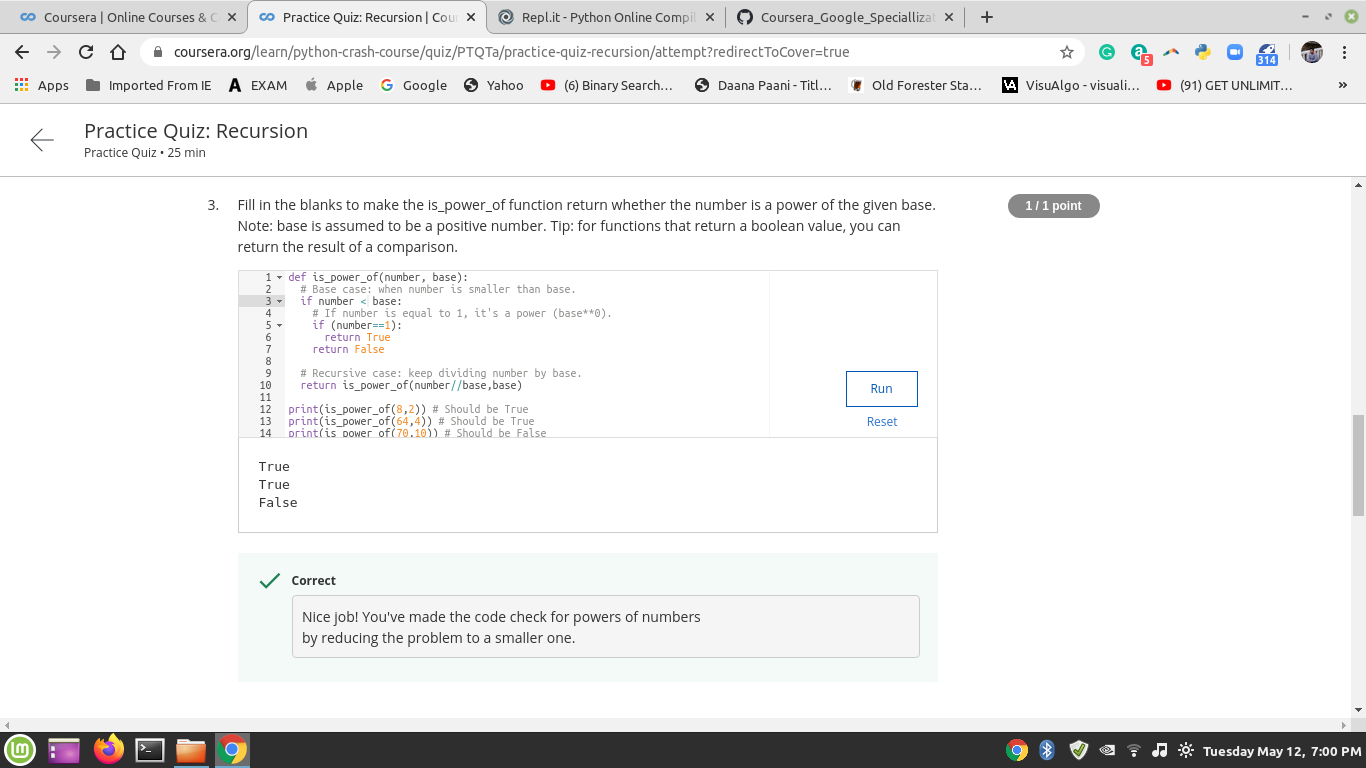 Coursera | Online Courses & C
Practice Quiz: Recursion | Cou
Repl.it - Python Online Compil
Coursera_Google_Speciallizat
coursera.org/learn/python-crash-course/quiz/PTQTa/practice-quiz-recursion/attempt?redirectToCover=true
5
314
Apps
Imported From IE
EXAM
Apple
Google
Yahoo
(6) Binary Search...
Daana Paani - Titl...
Old Forester Sta...
VisuAlgo - visuali...
(91) GET UNLIMIT...
»
Practice Quiz: Recursion
Practice Quiz • 25 min
3. Fill in the blanks to make the is_power_of function return whether the number is a power of the given base.
Note: base is assumed to be a positive number. Tip: for functions that return a boolean value, you can
return the result of a comparison.
1 / 1 point
1 def is_power_of(number, base):
2 # Base case: when number is smaller than base.
3 if number < base:
4 # If number is equal to 1, it's a power (base**0).
5 if (number==1):
6 return True
7 return False
8
9 # Recursive case: keep dividing number by base.
10 return is_power_of(number//base,base)
11
12 print(is_power_of(8,2)) # Should be True
13 print(is_power_of(64,4)) # Should be True
14 print(is_power_of(70,10)) # Should be False
Run
Reset
True
True
False
Correct
Nice job! You've made the code check for powers of numbers
by reducing the problem to a smaller one.
Tuesday May 12, 7:00 PM